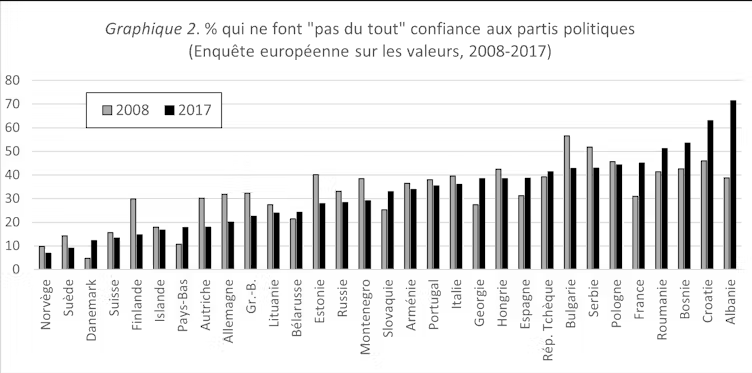 Graphique 2. % qui ne font "pas du tout" confiance aux partis politiques
(Enquête européenne sur les valeurs, 2008-2017)
80
70
60
50
40
30
20
10
0
2008 2017
Norvège
Suède
Danemark
Suisse
Finlande
Islande
Pays-Bas
Autriche
Allemagne
Gr.-B.
Lituanie
Bélarusse
Estonie
Russie
Montenegro
Slovaquie
Arménie
Portugal
Italie
Georgie
Hongrie
Espagne
Rép. Tchèque
Bulgarie
Serbie
Pologne
France
Roumanie
Bosnie
Croatie
Albanie